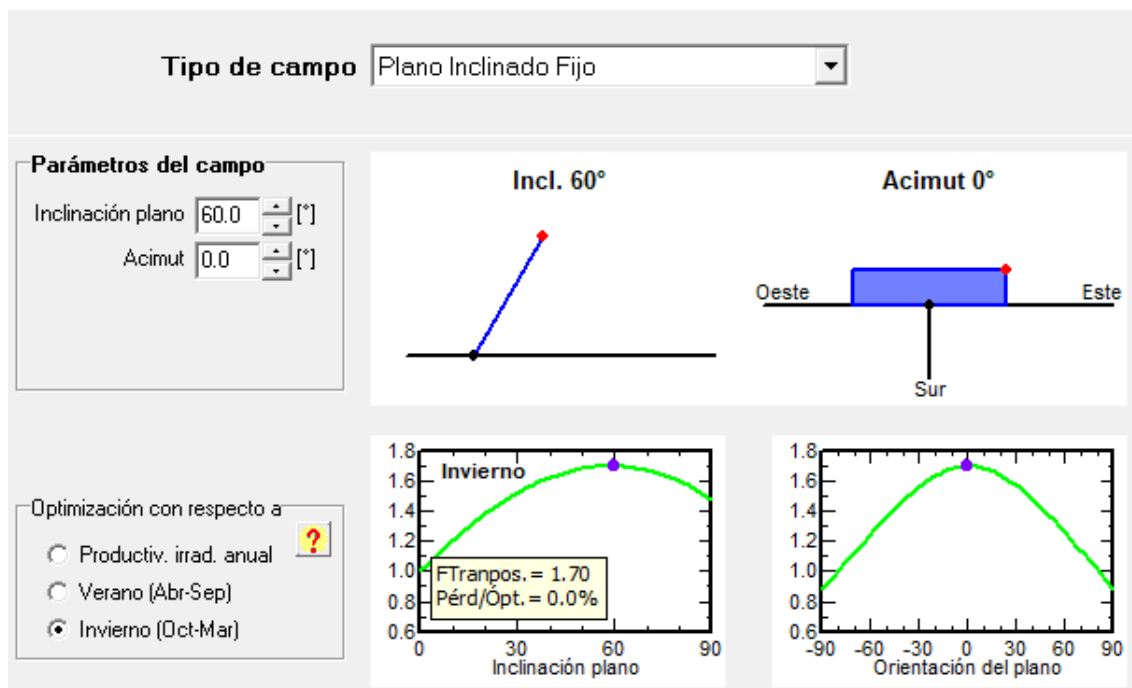 Tipo de campo Plano Inclinado Fijo
Parámetros del campo
Inclinación plano 60.0 [°]
Acimut 0.0 [°]
Incl. 60°
Acimut 0°
Oeste Este
Sur
Optimización con respecto a
?
Productiv. irrad. anual
Verano (Abr-Sep)
Invierno (Oct-Mar)
1.8
1.6
1.4
1.2
1.0
0.8
0.6
Invierno
FTranpos. = 1.70
Pérd/Ópt. = 0.0%
0 30 60 90
Inclinación plano
1.8
1.6
1.4
1.2
1.0
0.8
0.6
-90 -60 -30 0 30 60 90
Orientación del plano